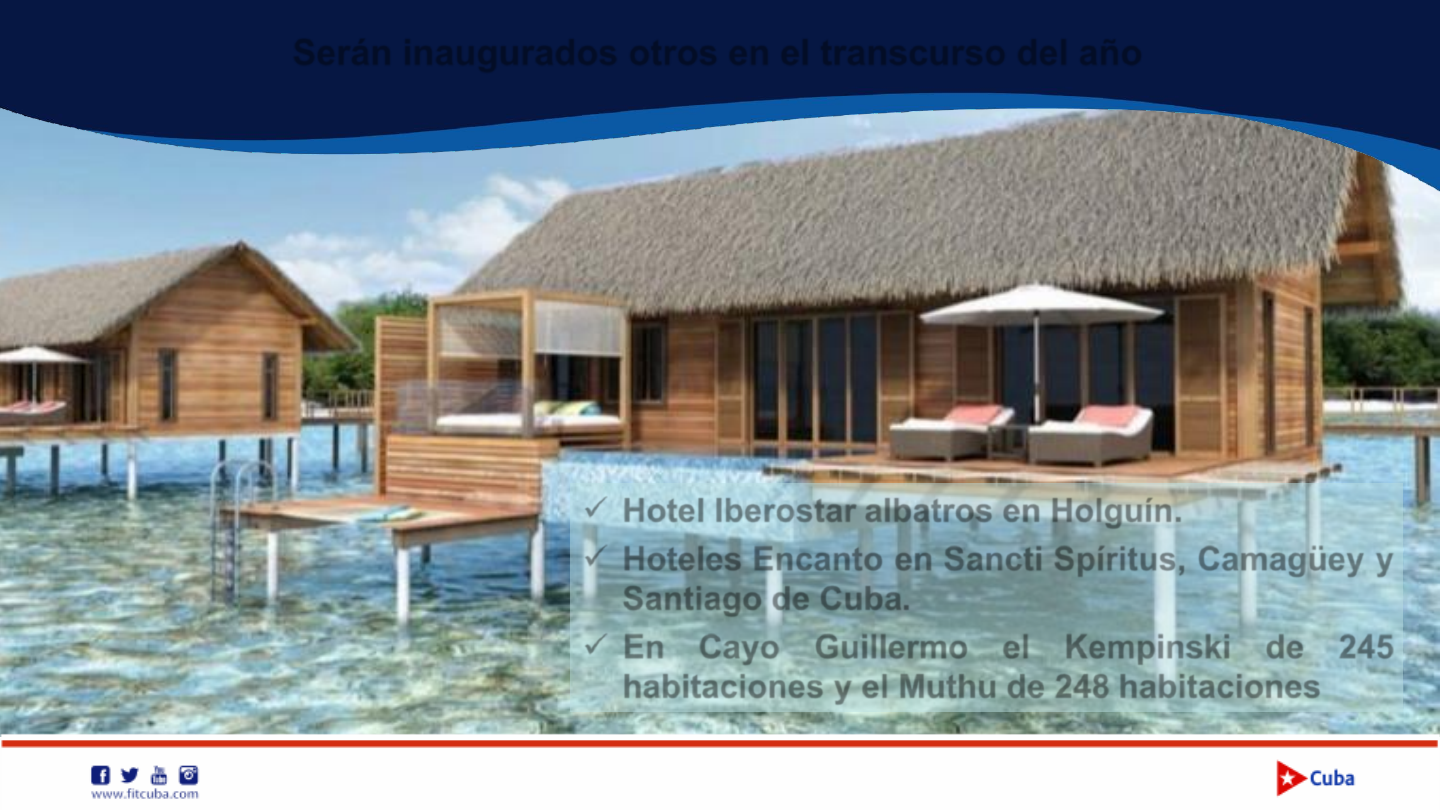 Serán inaugurados otros en el transcurso del año
✓ Hotel Iberostar albatros en Holguín.
✓ Hoteles Encanto en Sancti Spíritus, Camagüey y
Santiago de Cuba.
✓ En Cayo Guillermo el Kempinski de 245
habitaciones y el Muthu de 248 habitaciones
www.fitcuba.com
Cuba